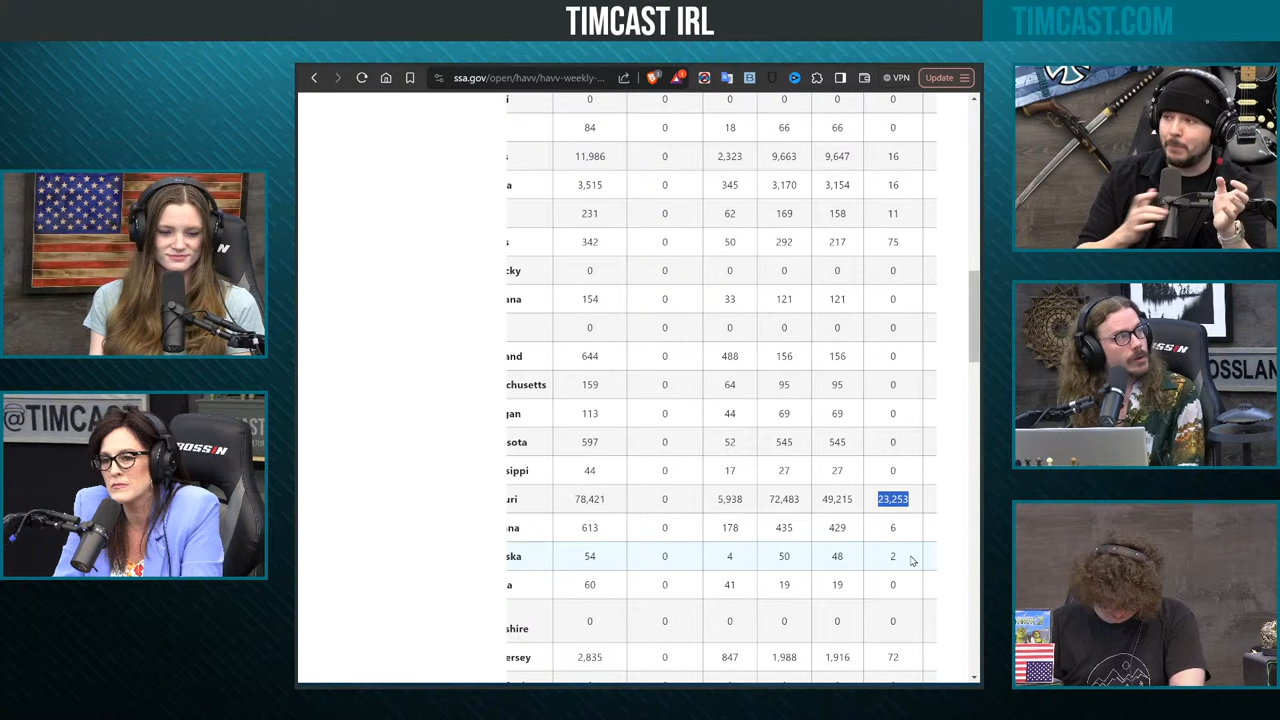 TIMCAST IRL
TIMCAST.COM
ssa.gov/open/havv/havv-weekly-...
VPN
Update
i 0 0 0 0 0 0
84 0 18 66 66 0
s 11,986 0 2,323 9,663 9,647 16
a 3,515 0 345 3,170 3,154 16
231 0 62 169 158 11
s 342 0 50 292 217 75
cky 0 0 0 0 0 0
ana 154 0 33 121 121 0
0 0 0 0 0 0
and 644 0 488 156 156 0
chusetts 159 0 64 95 95 0
gan 113 0 44 69 69 0
sota 597 0 52 545 545 0
sippi 44 0 17 27 27 0
uri 78,421 0 5,938 72,483 49,215 23,253
na 613 0 178 435 429 6
ska 54 0 4 50 48 2
a 60 0 41 19 19 0
shire 0 0 0 0 0 0
ersey 2,835 0 847 1,988 1,916 72
@TIMCAST
ROSSIN
OSSLAN